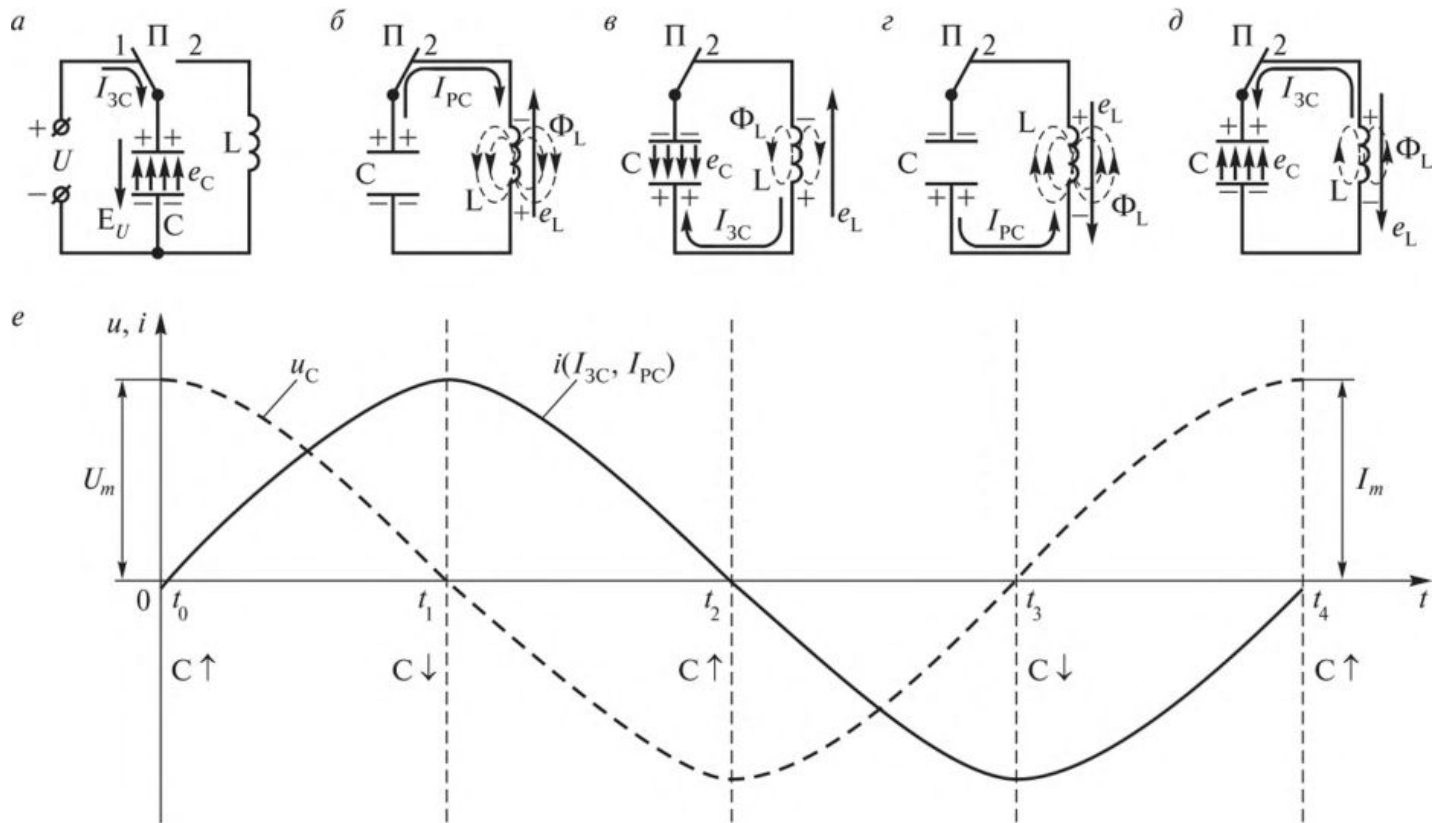 а
1 П 2
I_ЗС
+
U
−
+ +
e_C
− −
E_U
C
L
б
П 2
I_РС
+ +
C
− −
−
Φ_L
L
+
e_L
в
П 2
− −
C
e_C
+ +
I_ЗС
Φ_L
−
L
+
e_L
г
П 2
− −
C
+ +
I_РС
L
+
e_L
−
Φ_L
д
П 2
I_ЗС
+ +
C
e_C
− −
+
L
−
Φ_L
e_L
е
u, i
u_C
i(I_ЗС, I_РС)
U_m
I_m
0 t_0 t_1 t_2 t_3 t_4 t
C↑ C↓ C↑ C↓ C↑